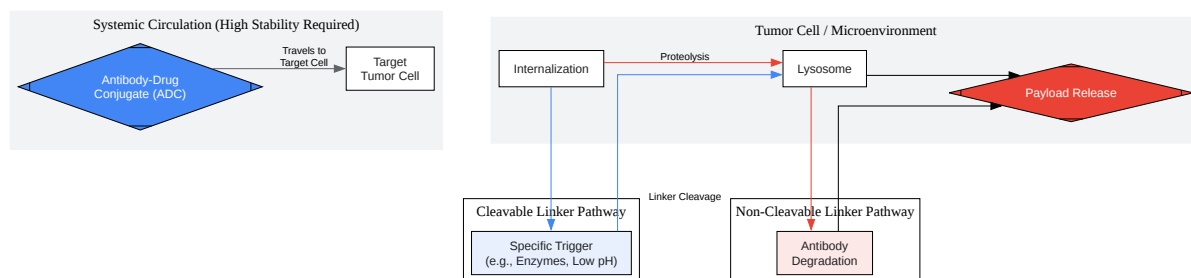 Systemic Circulation (High Stability Required)
Antibody-Drug
Conjugate (ADC)
Travels to
Target Cell
Target
Tumor Cell
Tumor Cell / Microenvironment
Internalization
Proteolysis
Lysosome
Payload Release
Linker Cleavage
Cleavable Linker Pathway
Specific Trigger
(e.g., Enzymes, Low pH)
Non-Cleavable Linker Pathway
Antibody
Degradation